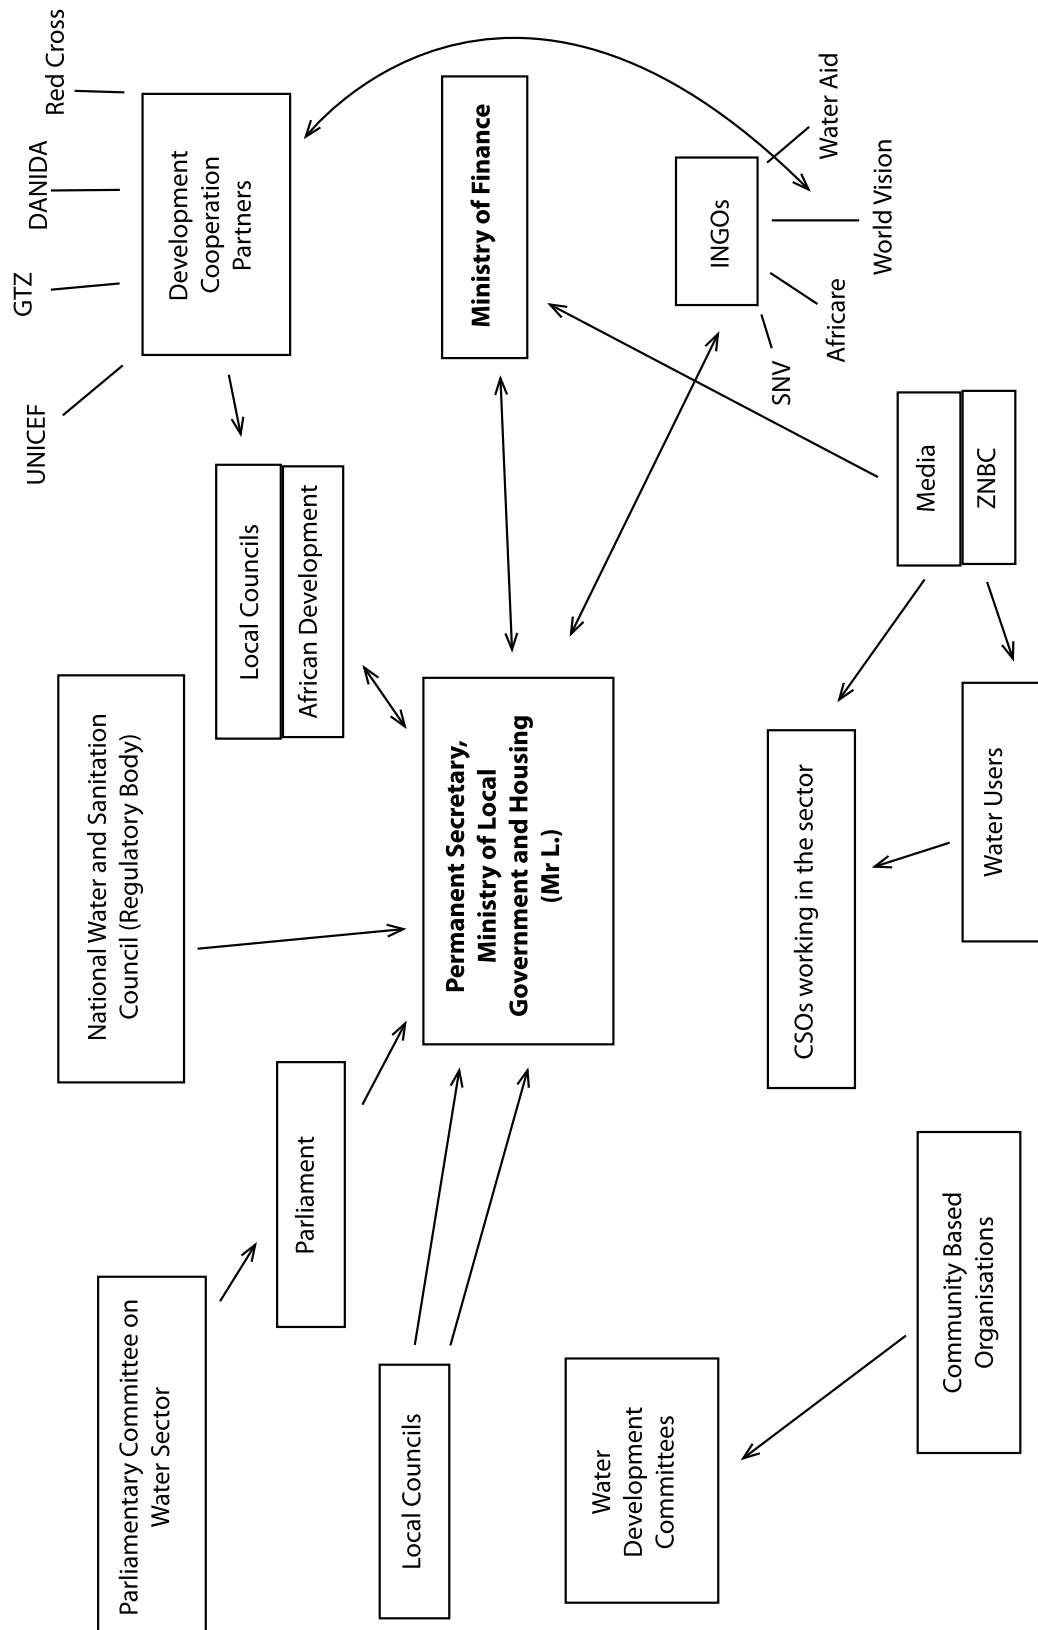 Red Cross
DANIDA
GTZ
UNICEF
Development
Cooperation
Partners
Ministry of Finance
INGOs
Water Aid
World Vision
Africare
SNV
Local Councils
African Development
Media
ZNBC
National Water and Sanitation
Council (Regulatory Body)
Permanent Secretary,
Ministry of Local
Government and Housing
(Mr L.)
CSOs working in the sector
Water Users
Parliament
Parliamentary Committee on
Water Sector
Local Councils
Water
Development
Committees
Community Based
Organisations